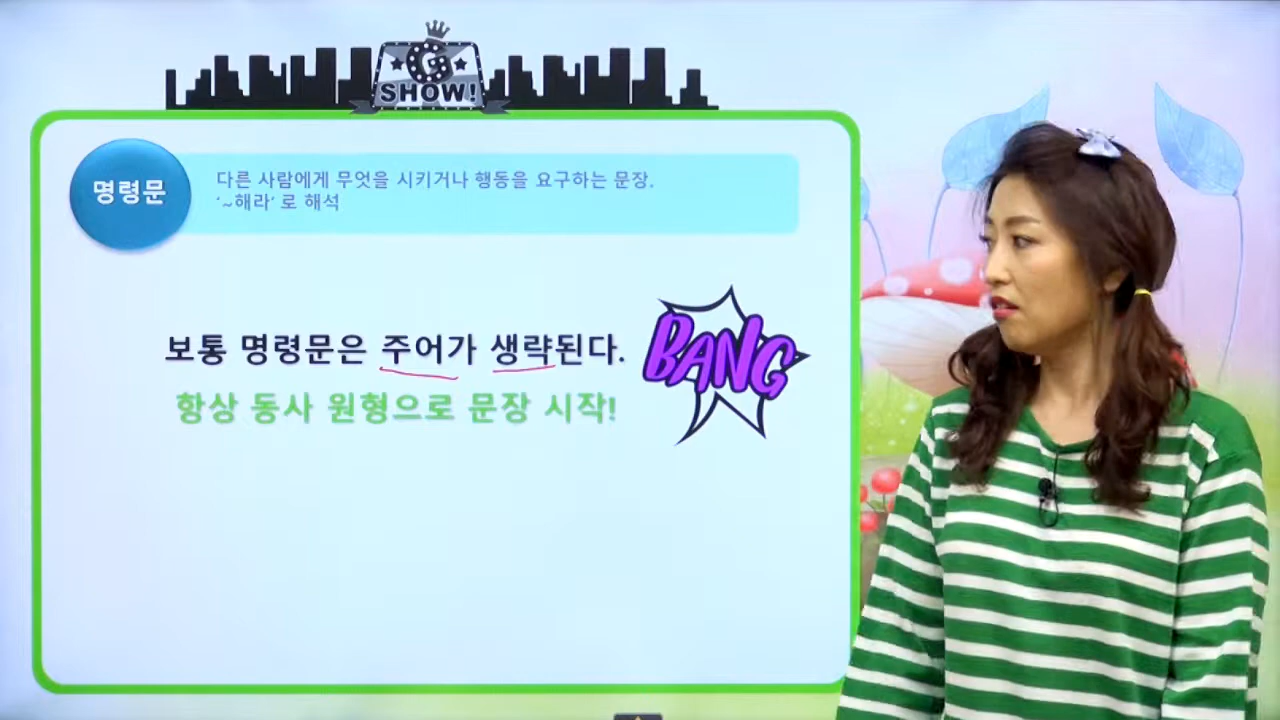 G
SHOW!
명령문
다른 사람에게 무엇을 시키거나 행동을 요구하는 문장.
‘~해라’ 로 해석
보통 명령문은 주어가 생략된다.
항상 동사 원형으로 문장 시작!
BANG